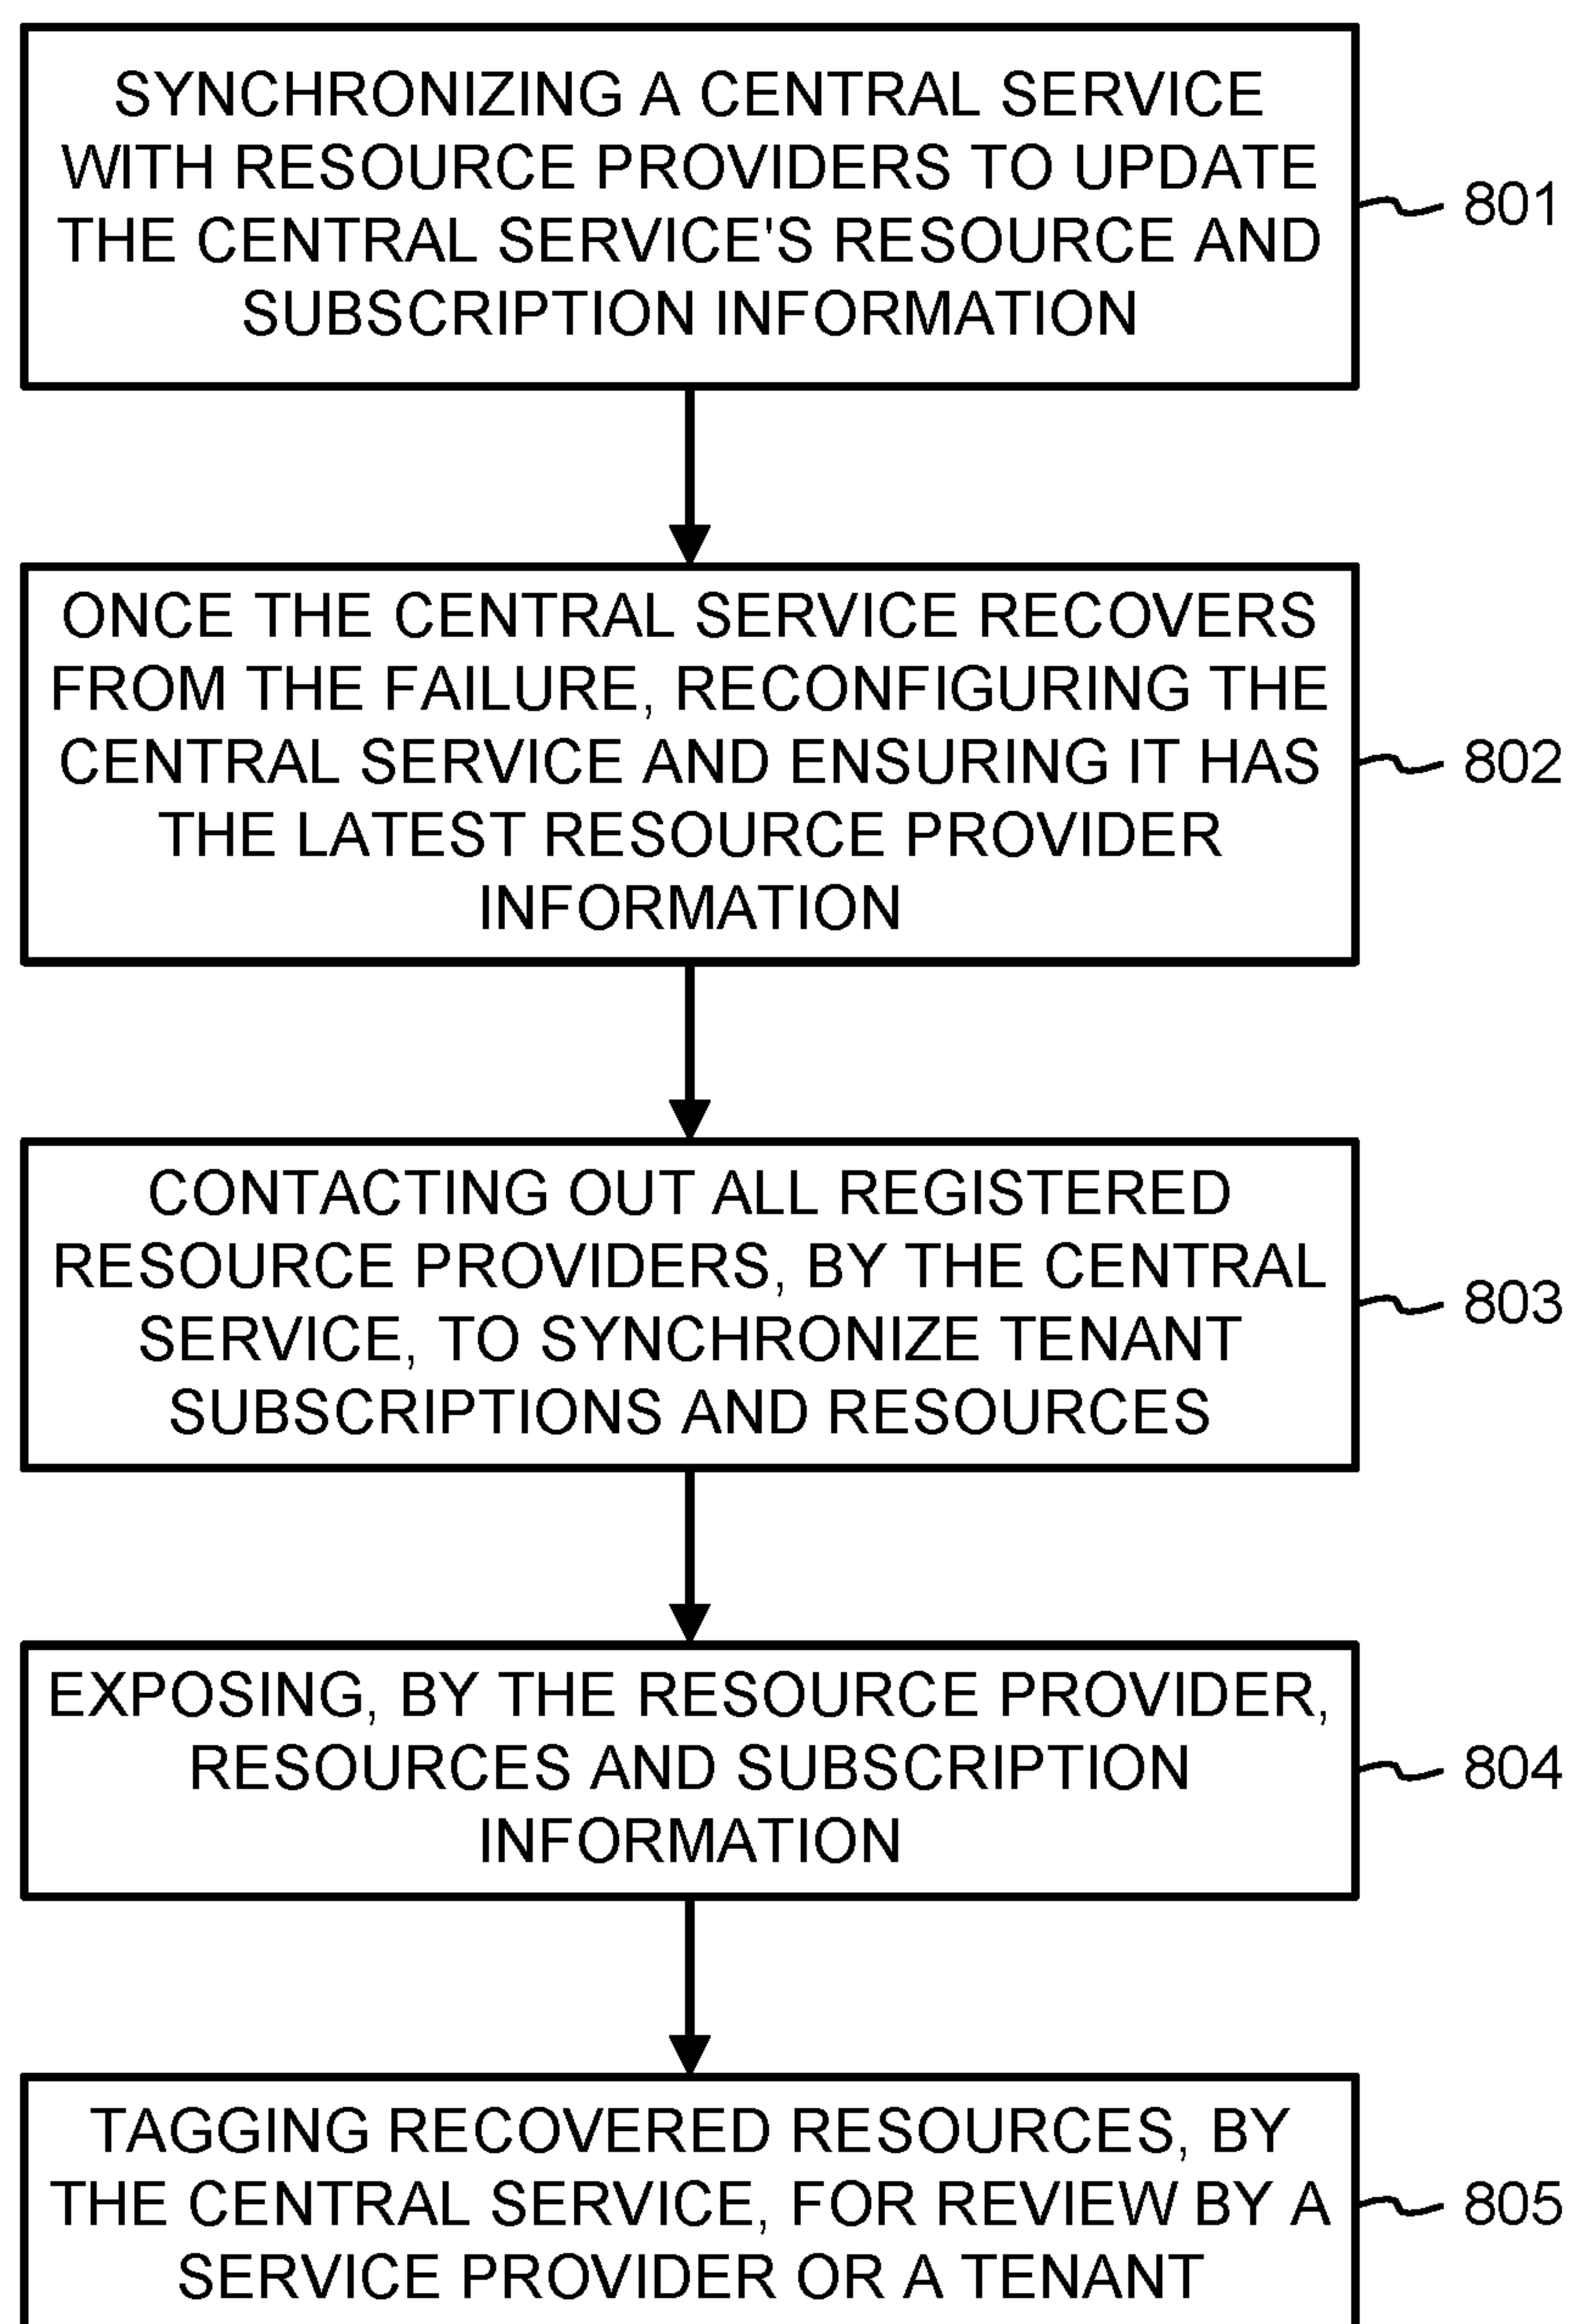 SYNCHRONIZING A CENTRAL SERVICE
WITH RESOURCE PROVIDERS TO UPDATE
THE CENTRAL SERVICE'S RESOURCE AND
SUBSCRIPTION INFORMATION
801
ONCE THE CENTRAL SERVICE RECOVERS
FROM THE FAILURE, RECONFIGURING THE
CENTRAL SERVICE AND ENSURING IT HAS
THE LATEST RESOURCE PROVIDER
INFORMATION
802
CONTACTING OUT ALL REGISTERED
RESOURCE PROVIDERS, BY THE CENTRAL
SERVICE, TO SYNCHRONIZE TENANT
SUBSCRIPTIONS AND RESOURCES
803
EXPOSING, BY THE RESOURCE PROVIDER,
RESOURCES AND SUBSCRIPTION
INFORMATION
804
TAGGING RECOVERED RESOURCES, BY
THE CENTRAL SERVICE, FOR REVIEW BY A
SERVICE PROVIDER OR A TENANT
805